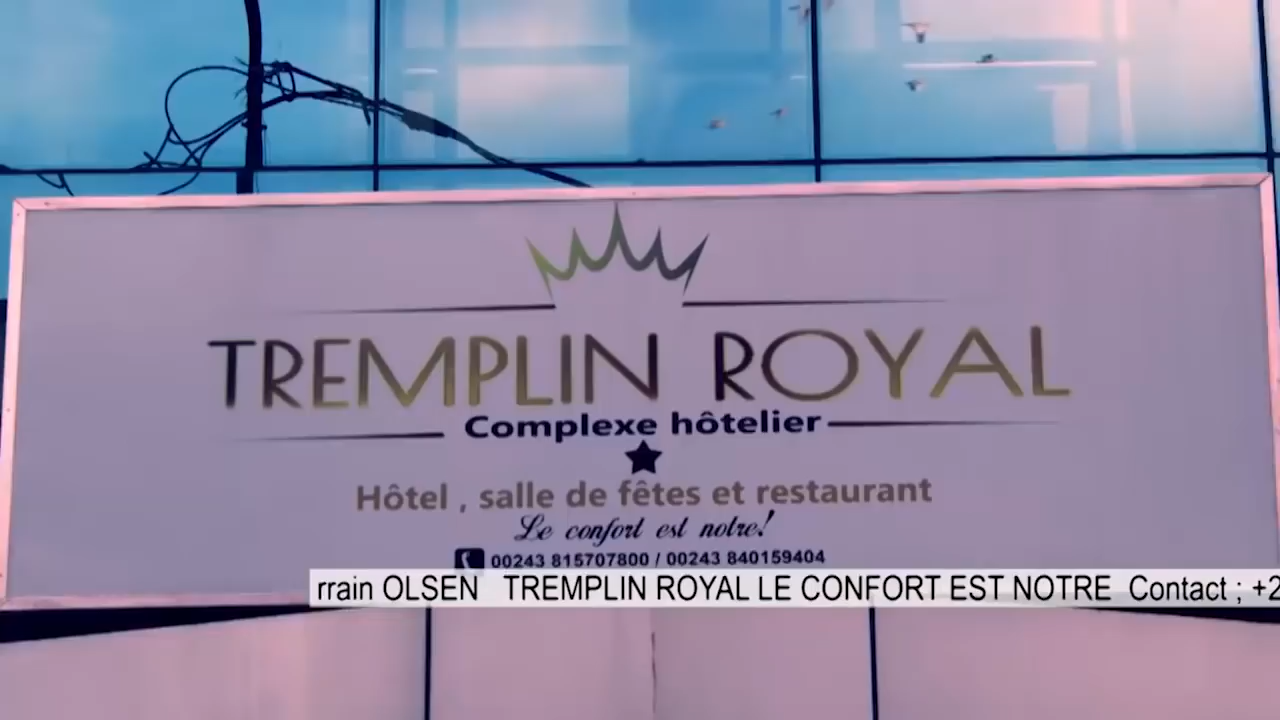 TREMPLIN ROYAL
Complexe hôtelier
Hôtel , salle de fêtes et restaurant
Le confort est notre!
00243 815707800 / 00243 840159404
rrain OLSEN TREMPLIN ROYAL LE CONFORT EST NOTRE Contact ; +2